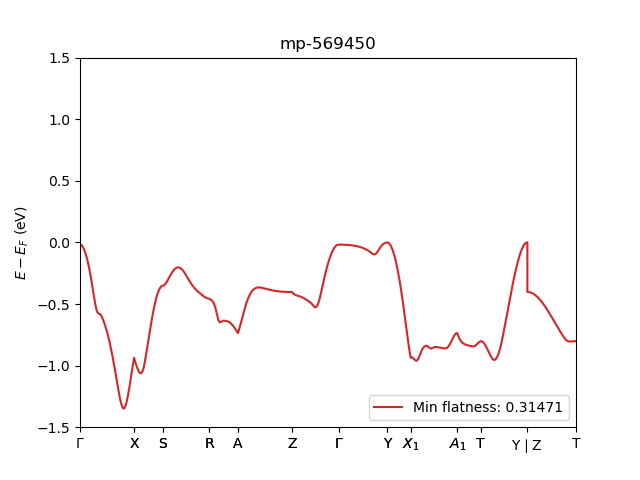 mp-569450
E − E_F (eV)
1.5
1.0
0.5
0.0
−0.5
−1.0
−1.5
Min flatness: 0.31471
Γ X S R A Z Γ Y X₁ A₁ T Y | Z T